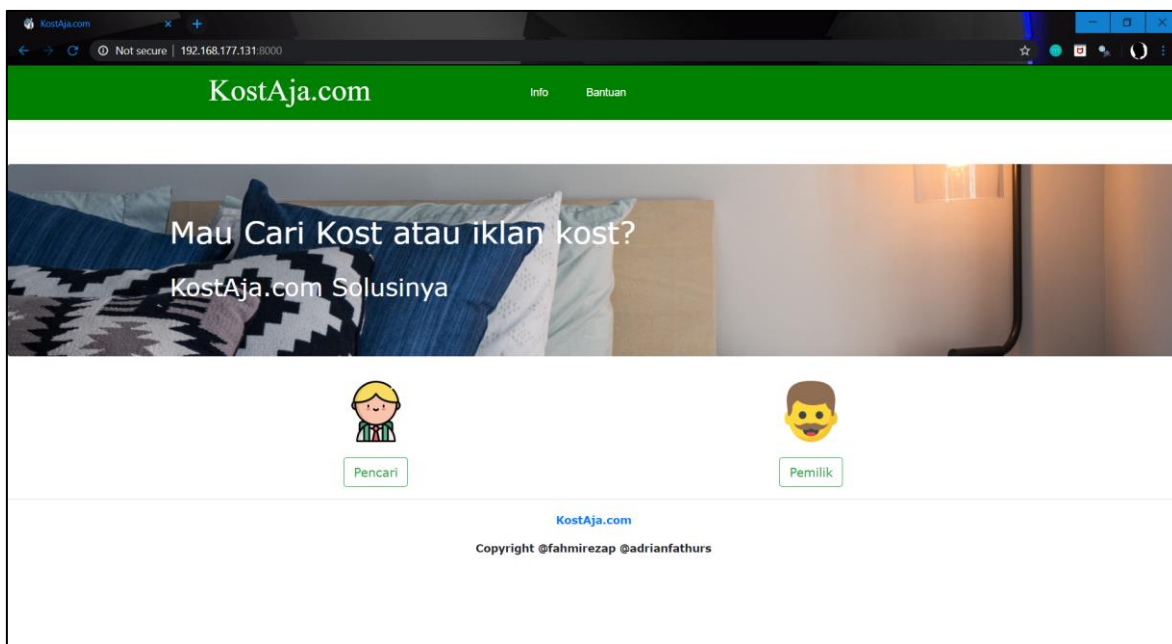 KostAja.com
Not secure | 192.168.177.131:8000
KostAja.com Info Bantuan
Mau Cari Kost atau iklan kost?
KostAja.com Solusinya
Pencari Pemilik
KostAja.com
Copyright @fahmirezap @adrianfathurs